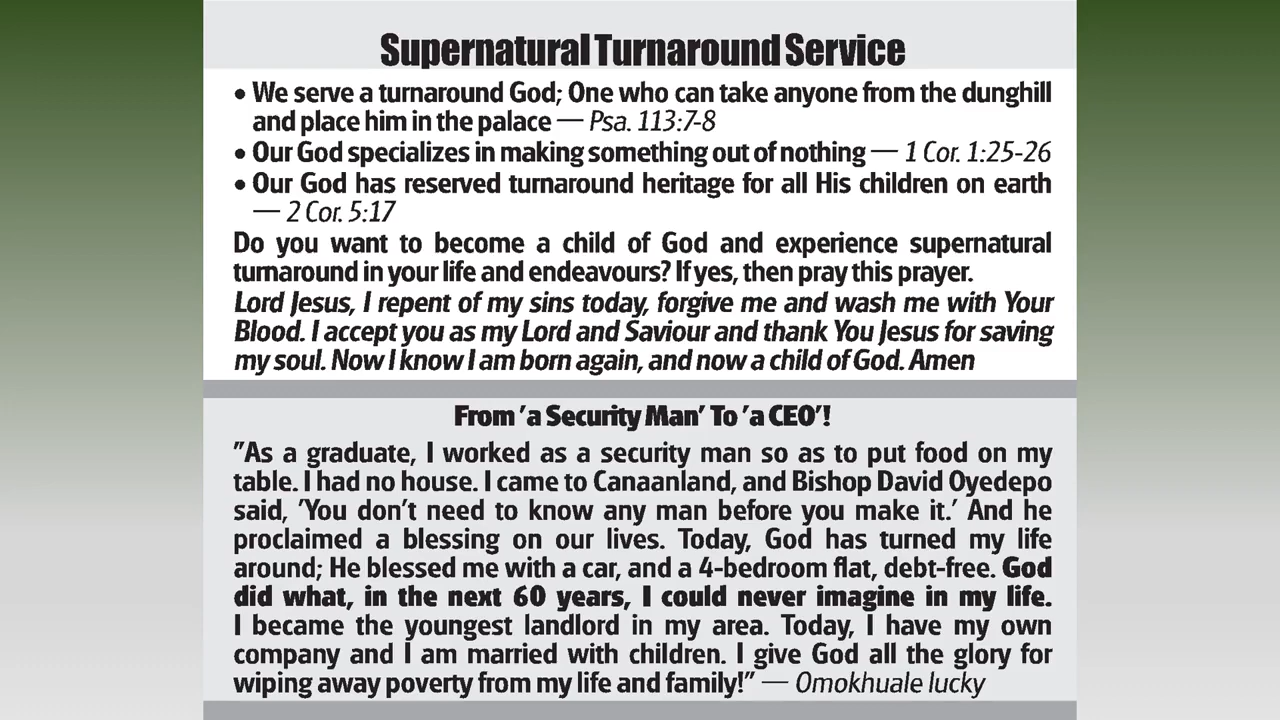 Supernatural Turnaround Service
• We serve a turnaround God; One who can take anyone from the dunghill
and place him in the palace — Psa. 113:7-8
• Our God specializes in making something out of nothing — 1 Cor. 1:25-26
• Our God has reserved turnaround heritage for all His children on earth
— 2 Cor. 5:17
Do you want to become a child of God and experience supernatural
turnaround in your life and endeavours? If yes, then pray this prayer.
Lord Jesus, I repent of my sins today, forgive me and wash me with Your
Blood. I accept you as my Lord and Saviour and thank You Jesus for saving
my soul. Now I know I am born again, and now a child of God. Amen
From 'a Security Man' To 'a CEO'!
"As a graduate, I worked as a security man so as to put food on my
table. I had no house. I came to Canaanland, and Bishop David Oyedepo
said, 'You don't need to know any man before you make it.' And he
proclaimed a blessing on our lives. Today, God has turned my life
around; He blessed me with a car, and a 4-bedroom flat, debt-free. God
did what, in the next 60 years, I could never imagine in my life.
I became the youngest landlord in my area. Today, I have my own
company and I am married with children. I give God all the glory for
wiping away poverty from my life and family!" — Omokhuale lucky